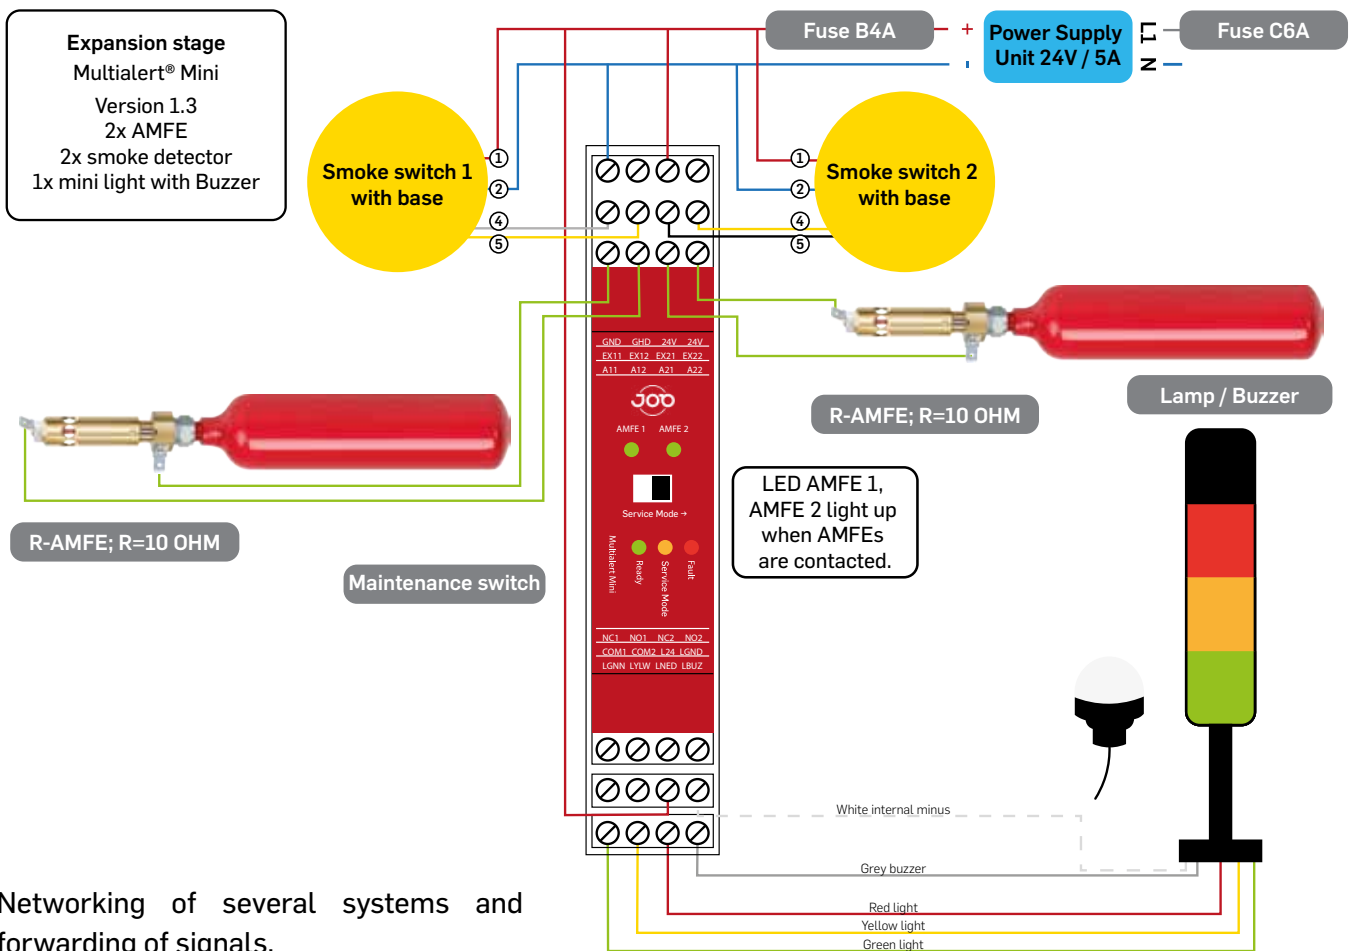 Expansion stage
Multialert® Mini
Version 1.3
2x AMFE
2x smoke detector
1x mini light with Buzzer
Fuse B4A
+
-
Power Supply
Unit 24V / 5A
L1
N
Fuse C6A
Smoke switch 1
with base
1
2
4
5
Smoke switch 2
with base
1
2
4
5
GND GHD 24V 24V
EX11 EX12 EX21 EX22
A11 A12 A21 A22
JOB
AMFE 1 AMFE 2
Service Mode →
Multialert Mini
Ready
Service Mode
Fault
NC1 NO1 NC2 NO2
COM1 COM2 L24 LGND
LGNN LYLW LNED LBUZ
R-AMFE; R=10 OHM
R-AMFE; R=10 OHM
Maintenance switch
LED AMFE 1,
AMFE 2 light up
when AMFEs
are contacted.
Lamp / Buzzer
White internal minus
Grey buzzer
Red light
Yellow light
Green light
Networking of several systems and
forwarding of signals.